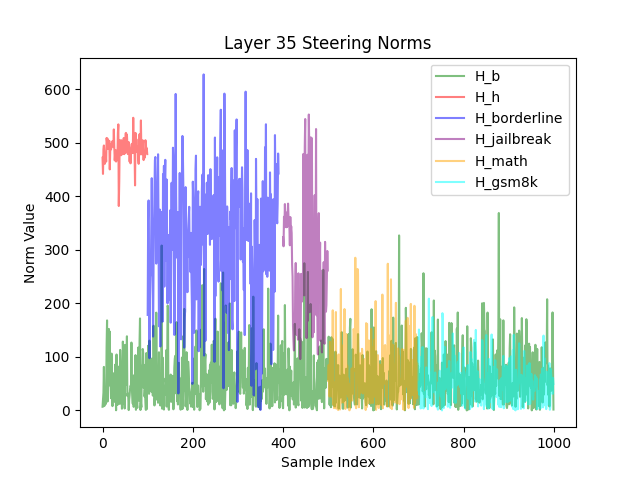 Layer 35 Steering Norms
Norm Value
600
500
400
300
200
100
0
0 200 400 600 800 1000
Sample Index
H_b
H_h
H_borderline
H_jailbreak
H_math
H_gsm8k